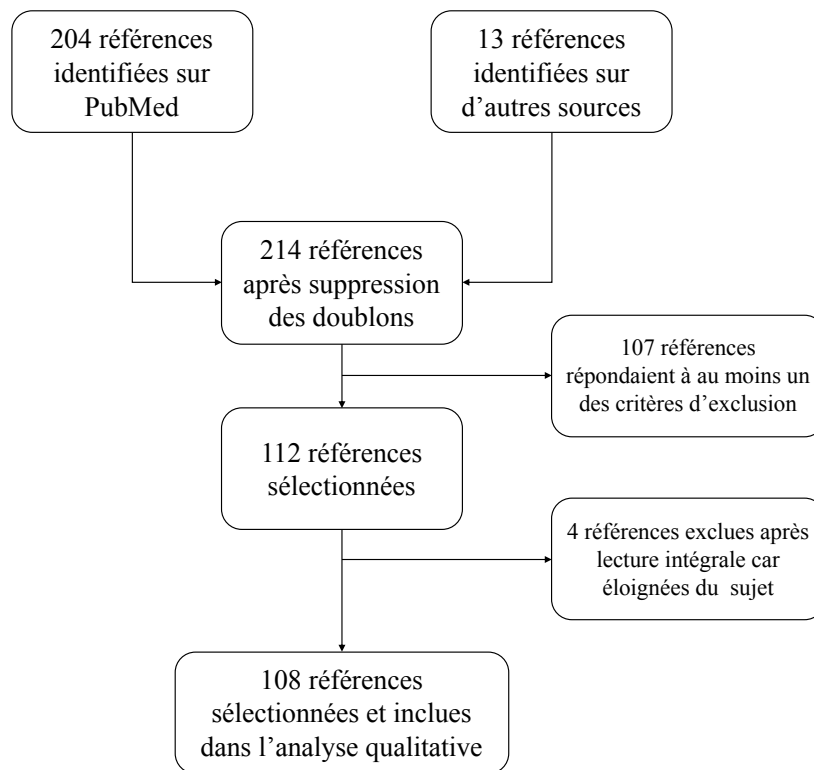 204 références
identifiées sur
PubMed
13 références
identifiées sur
d’autres sources
214 références
après suppression
des doublons
107 références
répondaient à au moins un
des critères d’exclusion
112 références
sélectionnées
4 références exclues après
lecture intégrale car
éloignées du sujet
108 références
sélectionnées et inclues
dans l’analyse qualitative